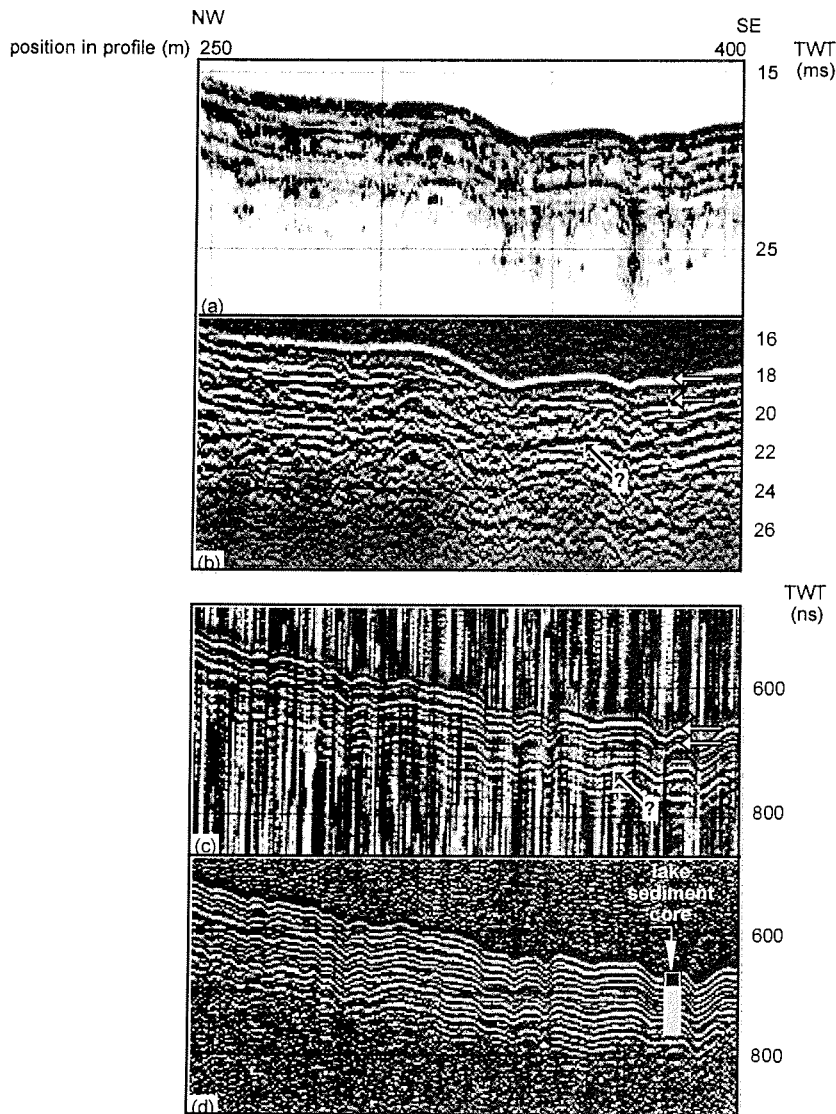 NW
SE
position in profile (m) 250
400
TWT
(ms)
15
25
(a)
16
18
20
22
?
24
26
(b)
TWT
(ns)
600
?
800
(c)
lake
sediment
core
600
800
(d)